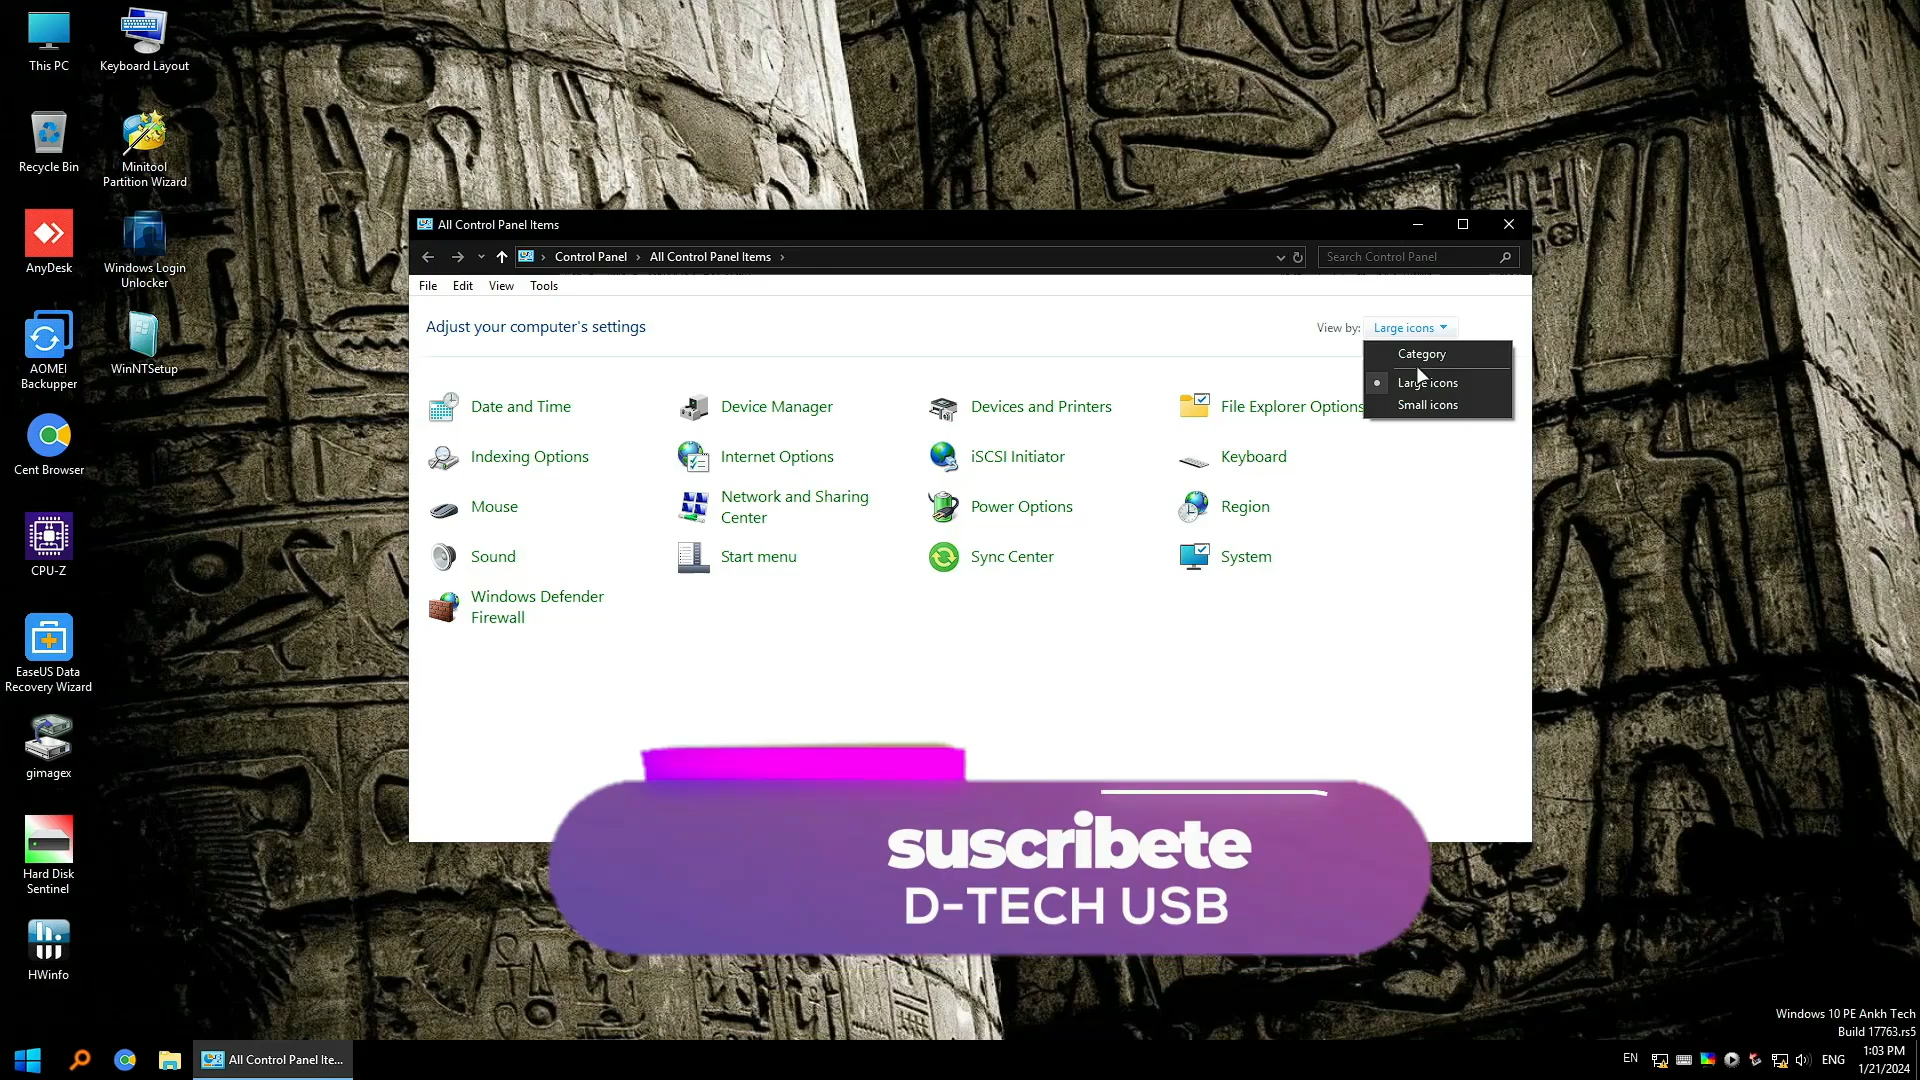 This PC
Keyboard Layout
Recycle Bin
Minitool
Partition Wizard
AnyDesk
Windows Login
Unlocker
AOMEI
Backupper
WinNTSetup
Cent Browser
CPU-Z
EaseUS Data
Recovery Wizard
gimagex
Hard Disk
Sentinel
HWinfo
All Control Panel Items
Control Panel
All Control Panel Items
Search Control Panel
File
Edit
View
Tools
Adjust your computer's settings
View by:
Large icons
Category
Large icons
Small icons
Date and Time
Device Manager
Devices and Printers
File Explorer Options
Indexing Options
Internet Options
iSCSI Initiator
Keyboard
Mouse
Network and Sharing
Center
Power Options
Region
Sound
Start menu
Sync Center
System
Windows Defender
Firewall
suscribete
D-TECH USB
Windows 10 PE Ankh Tech
Build 17763.rs5
All Control Panel Ite...
EN
ENG
1:03 PM
1/21/2024